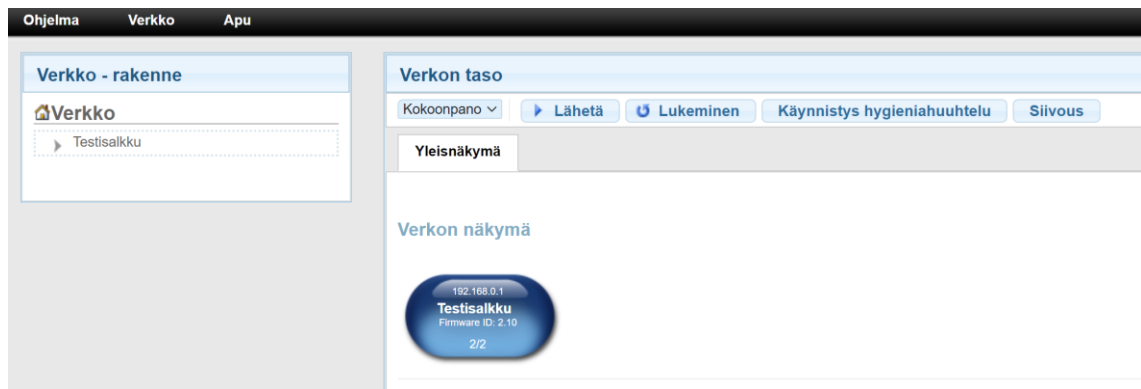 Ohjelma Verkko Apu
Verkko - rakenne
Verkko
Testisalkku
Verkon taso
Kokoonpano Lähetä Lukeminen Käynnistys hygieniahuuhtelu Siivous
Yleisnäkymä
Verkon näkymä
192.168.0.1
Testisalkku
Firmware ID: 2.10
2/2